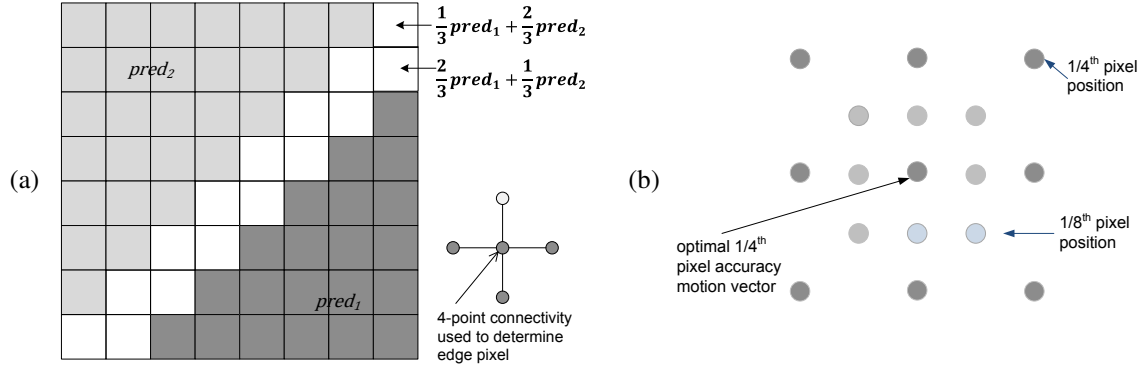 (a)
pred₂
1/3 pred₁ + 2/3 pred₂
2/3 pred₁ + 1/3 pred₂
pred₁
4-point connectivity
used to determine
edge pixel
(b)
1/4ᵗʰ pixel
position
optimal 1/4ᵗʰ
pixel accuracy
motion vector
1/8ᵗʰ pixel
position